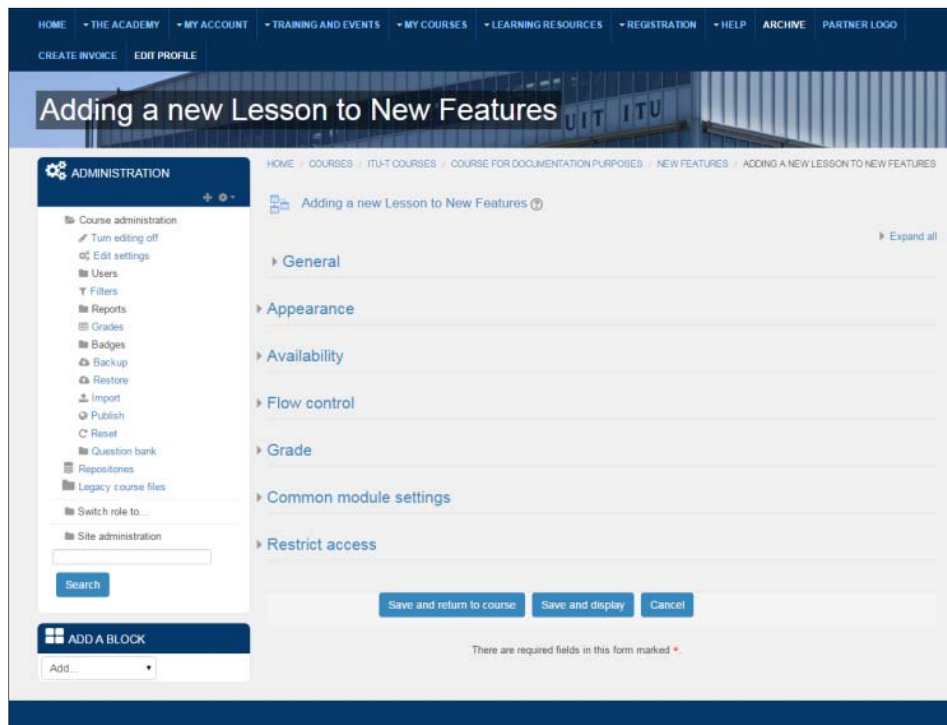 HOME THE ACADEMY MY ACCOUNT TRAINING AND EVENTS MY COURSES LEARNING RESOURCES REGISTRATION HELP ARCHIVE PARTNER LOGO
CREATE INVOICE EDIT PROFILE
UIT ITU
Adding a new Lesson to New Features
HOME / COURSES / ITU-T COURSES / COURSE FOR DOCUMENTATION PURPOSES / NEW FEATURES / ADDING A NEW LESSON TO NEW FEATURES
ADMINISTRATION
Course administration
Turn editing off
Edit settings
Users
Filters
Reports
Grades
Badges
Backup
Restore
Import
Publish
Reset
Question bank
Repositories
Legacy course files
Switch role to...
Site administration
Search
ADD A BLOCK
Add...
Adding a new Lesson to New Features
Expand all
General
Appearance
Availability
Flow control
Grade
Common module settings
Restrict access
Save and return to course Save and display Cancel
There are required fields in this form marked *.